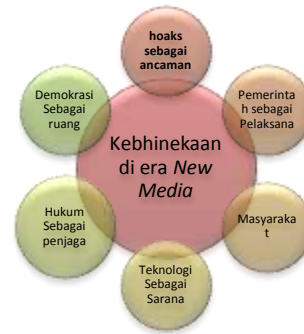 hoaks
sebagai
ancaman
Pemerinta
h sebagai
Pelaksana
Masyaraka
t
Teknologi
Sebagai
Sarana
Hukum
Sebagai
penjaga
Demokrasi
Sebagai
ruang
Kebhinekaan
di era New
Media